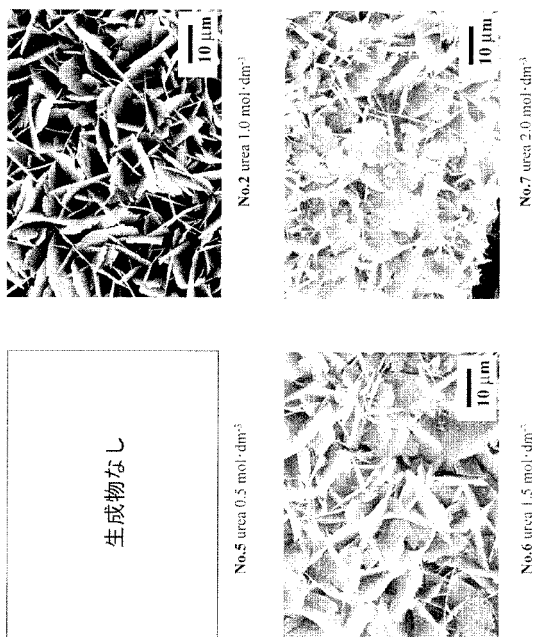 生成物なし
10 µm
No.5 urea 0.5 mol·dm⁻³
No.2 urea 1.0 mol·dm⁻³
10 µm
10 µm
No.6 urea 1.5 mol·dm⁻³
No.7 urea 2.0 mol·dm⁻³